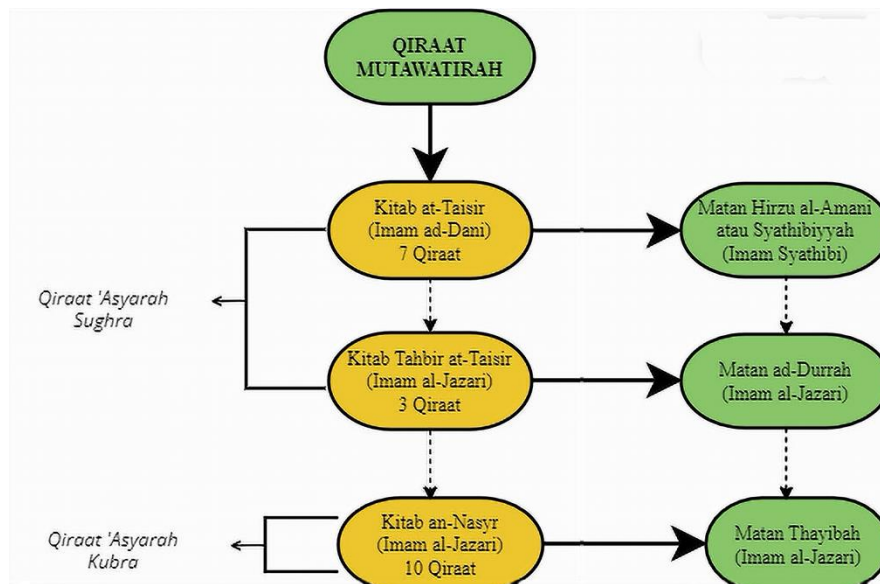 QIRAAT
MUTAWATIRAH
Kitab at-Taisir
(Imam ad-Dani)
7 Qiraat
Matan Hirzu al-Amani
atau Syathibiyyah
(Imam Syathibi)
Qiraat 'Asyarah
Sughra
Kitab Tahbir at-Taisir
(Imam al-Jazari)
3 Qiraat
Matan ad-Durrah
(Imam al-Jazari)
Qiraat 'Asyarah
Kubra
Kitab an-Nasyr
(Imam al-Jazari)
10 Qiraat
Matan Thayibah
(Imam al-Jazari)